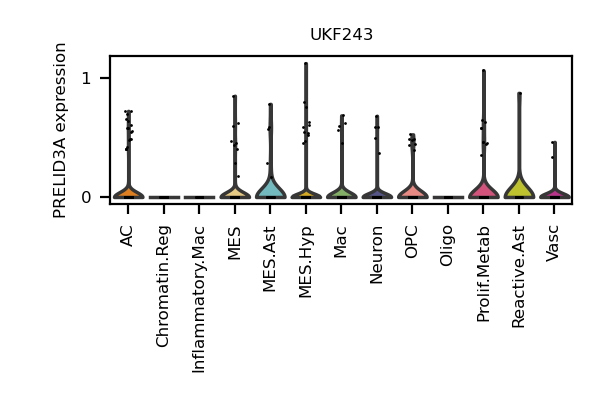 UKF243
PRELID3A expression
1
0
AC
Chromatin.Reg
Inflammatory.Mac
MES
MES.Ast
MES.Hyp
Mac
Neuron
OPC
Oligo
Prolif.Metab
Reactive.Ast
Vasc